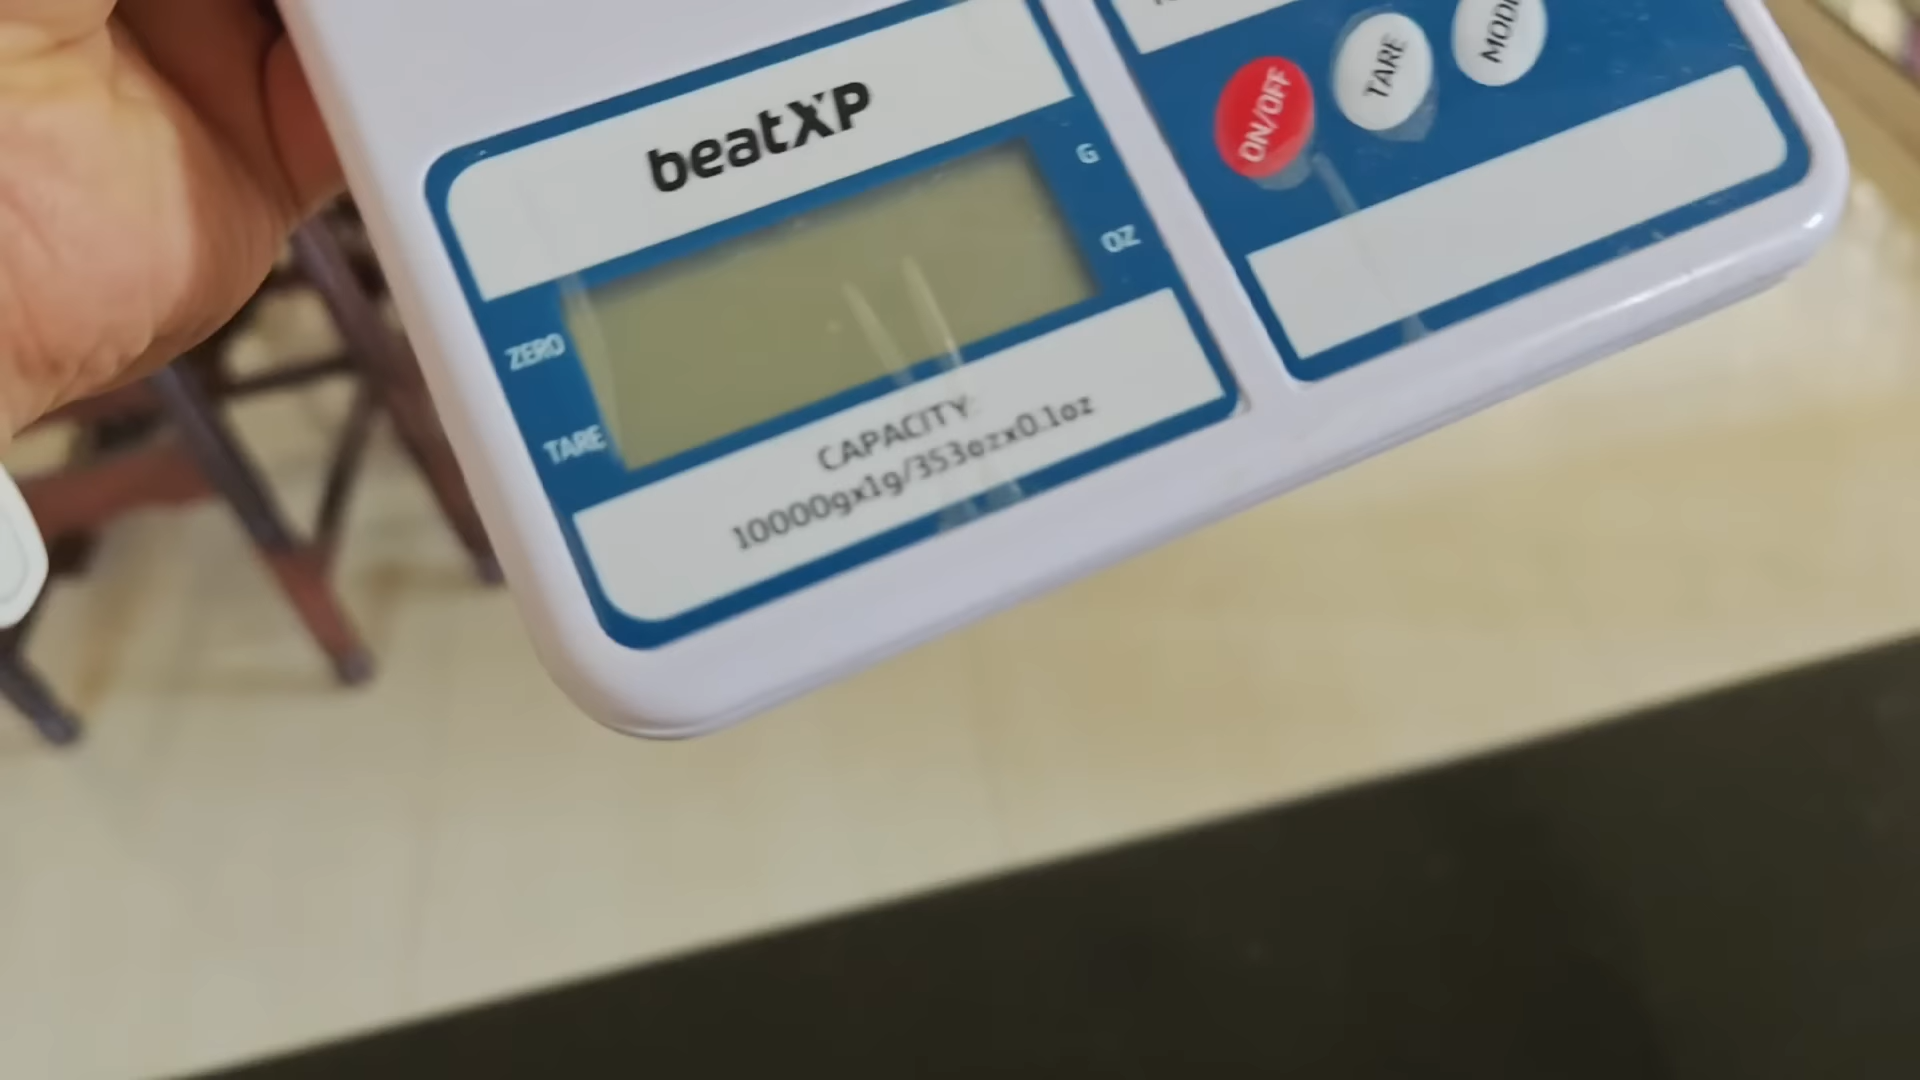 beatXP
G
OZ
ZERO
TARE
CAPACITY:
10000gx1g/353ozx0.1oz
ON/OFF
TARE